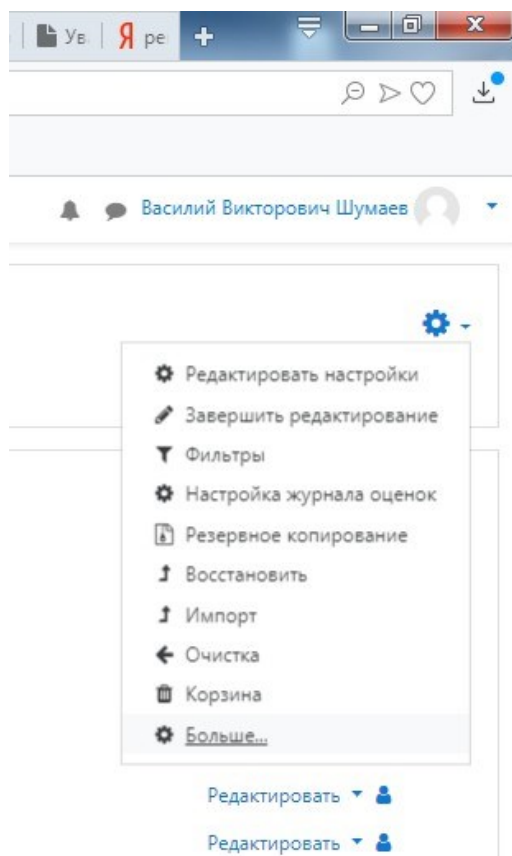 Ув
Я ре
Василий Викторович Шумаев
Редактировать настройки
Завершить редактирование
Фильтры
Настройка журнала оценок
Резервное копирование
Восстановить
Импорт
Очистка
Корзина
Больше...
Редактировать
Редактировать